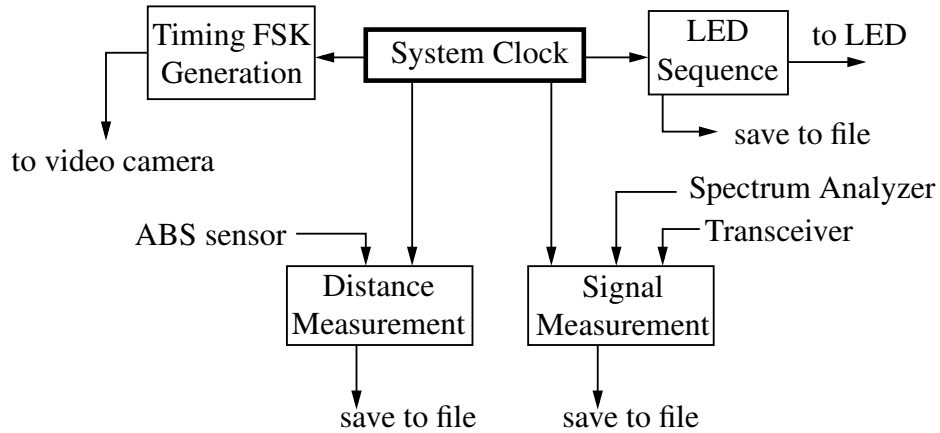 Timing FSK
Generation
System Clock
LED
Sequence
to LED
save to file
to video camera
Spectrum Analyzer
ABS sensor
Transceiver
Distance
Measurement
Signal
Measurement
save to file
save to file